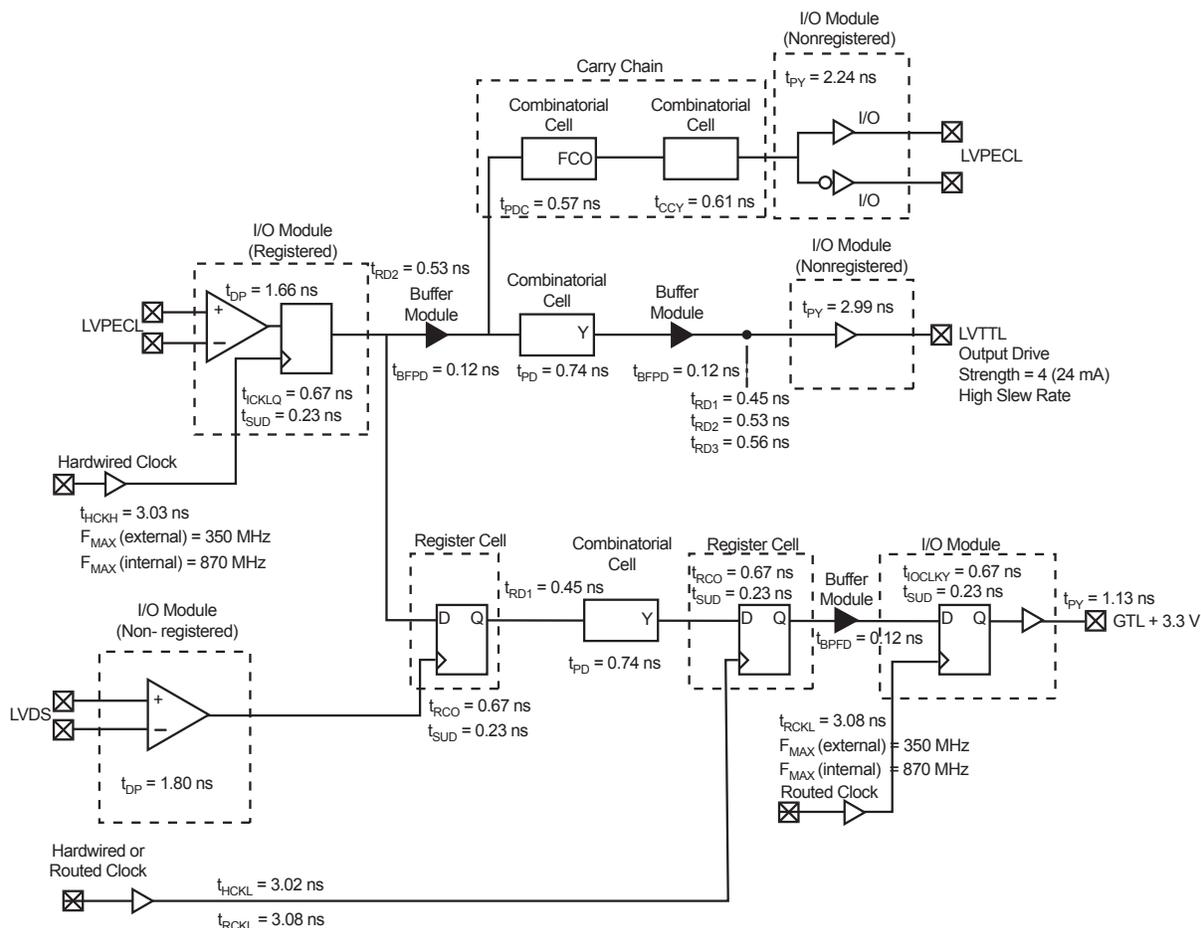 I/O Module
(Nonregistered)
Carry Chain
tPY = 2.24 ns
Combinatorial
Cell
Combinatorial
Cell
I/O
FCO
LVPECL
I/O
tPDC = 0.57 ns
tCCY = 0.61 ns
I/O Module
(Registered)
I/O Module
(Nonregistered)
tRD2 = 0.53 ns
tDP = 1.66 ns
Buffer
Module
Combinatorial
Cell
Buffer
Module
tPY = 2.99 ns
+
LVPECL
–
Y
LVTTL
Output Drive
Strength = 4 (24 mA)
High Slew Rate
tBFPD = 0.12 ns
tPD = 0.74 ns
tBFPD = 0.12 ns
tICKLQ = 0.67 ns
tSUD = 0.23 ns
tRD1 = 0.45 ns
tRD2 = 0.53 ns
tRD3 = 0.56 ns
Hardwired Clock
tHCKH = 3.03 ns
FMAX (external) = 350 MHz
FMAX (internal) = 870 MHz
Register Cell
Combinatorial
Cell
Register Cell
I/O Module
tRD1 = 0.45 ns
tRCO = 0.67 ns
tSUD = 0.23 ns
Buffer
Module
tIOCLKY = 0.67 ns
tSUD = 0.23 ns
tPY = 1.13 ns
I/O Module
(Non- registered)
D Q
Y
D Q
D Q
GTL + 3.3 V
tBPFD = 0.12 ns
tPD = 0.74 ns
+
LVDS
–
tRCO = 0.67 ns
tSUD = 0.23 ns
tRCKL = 3.08 ns
FMAX (external) = 350 MHz
FMAX (internal) = 870 MHz
tDP = 1.80 ns
Routed Clock
Hardwired or
Routed Clock
tHCKL = 3.02 ns
tRCKL = 3.08 ns